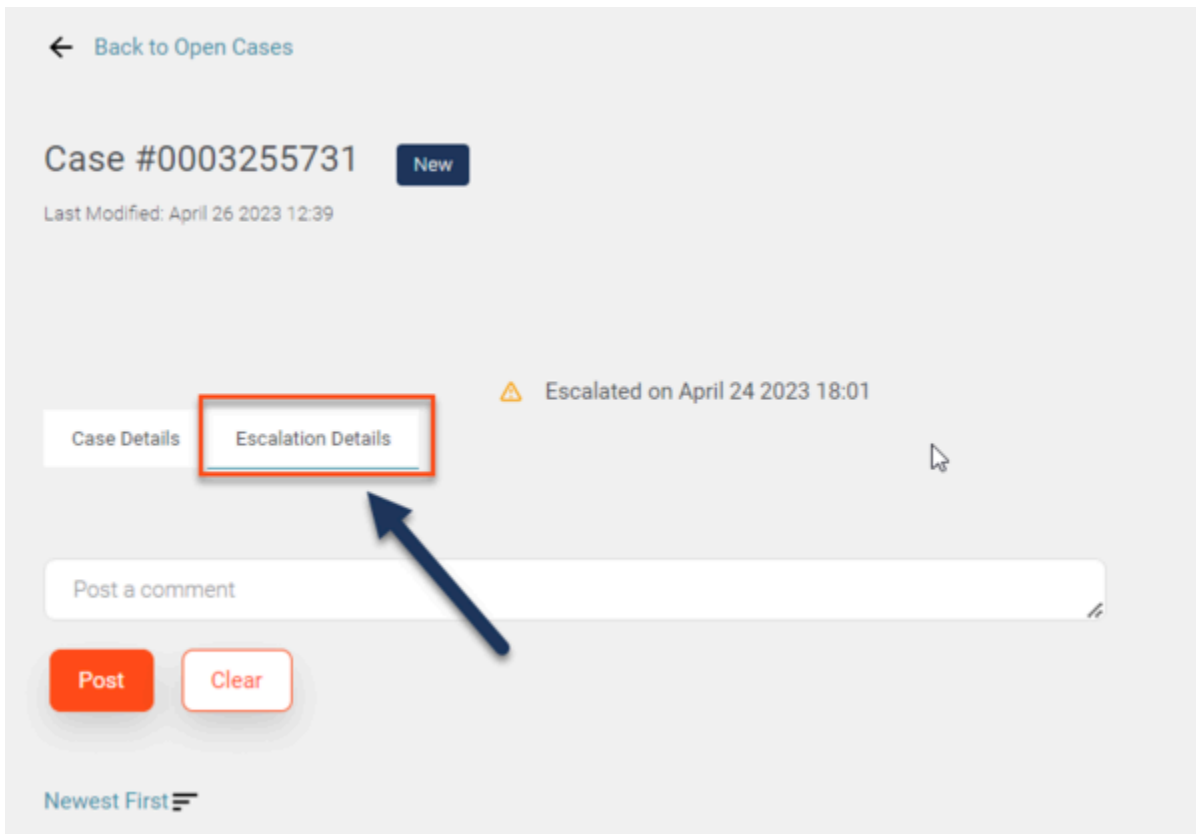 Back to Open Cases
Case #0003255731 New
Last Modified: April 26 2023 12:39
Escalated on April 24 2023 18:01
Case Details Escalation Details
Post a comment
Post Clear
Newest First